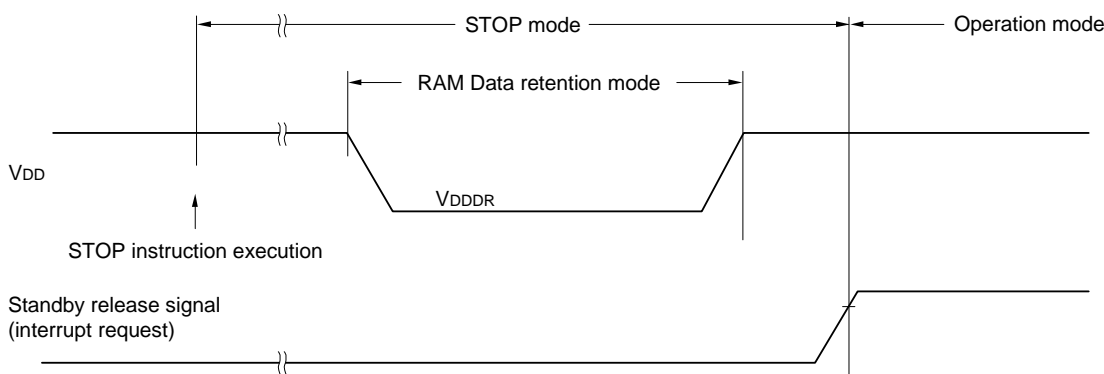 STOP mode
Operation mode
RAM Data retention mode
VDD
VDDDR
STOP instruction execution
Standby release signal
(interrupt request)